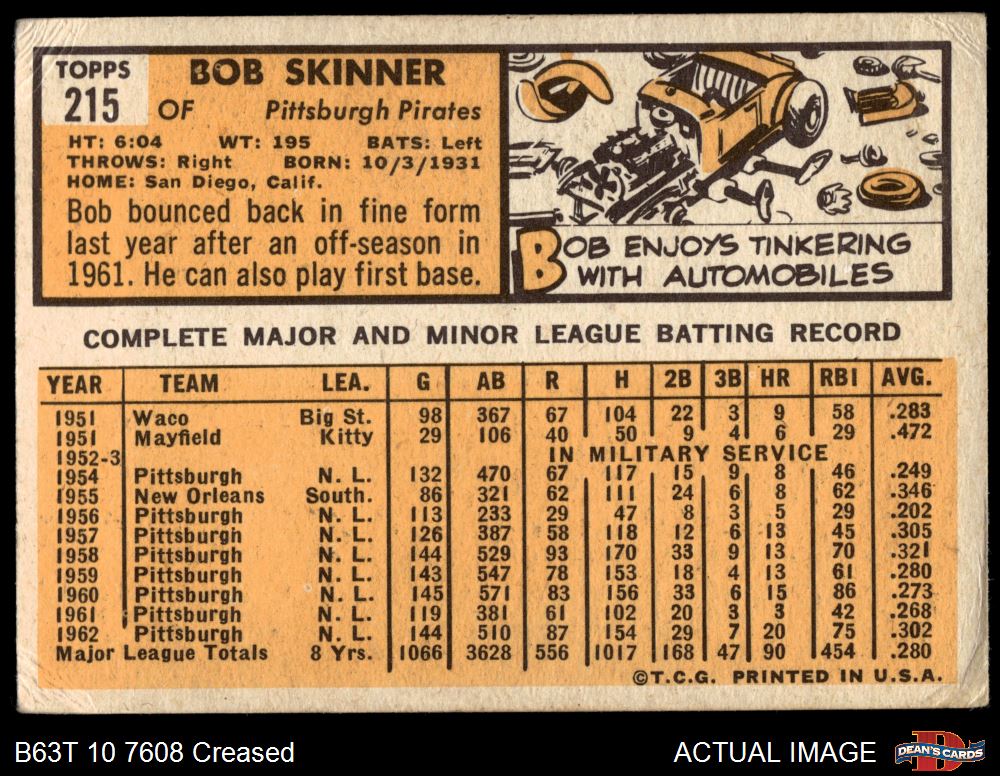 TOPPS
215
BOB SKINNER
OF Pittsburgh Pirates
HT: 6:04 WT: 195 BATS: Left
THROWS: Right BORN: 10/3/1931
HOME: San Diego, Calif.
Bob bounced back in fine form
last year after an off-season in
1961. He can also play first base.
BOB ENJOYS TINKERING
WITH AUTOMOBILES
COMPLETE MAJOR AND MINOR LEAGUE BATTING RECORD
YEAR TEAM LEA. G AB R H 2B 3B HR RBI AVG.
1951 Waco Big St. 98 367 67 104 22 3 9 58 .283
1951 Mayfield Kitty 29 106 40 50 9 4 6 29 .472
1952-3 IN MILITARY SERVICE
1954 Pittsburgh N. L. 132 470 67 117 15 9 8 46 .249
1955 New Orleans South. 86 321 62 111 24 6 8 62 .346
1956 Pittsburgh N. L. 113 233 29 47 8 3 5 29 .202
1957 Pittsburgh N. L. 126 387 58 118 12 6 13 45 .305
1958 Pittsburgh N. L. 144 529 93 170 33 9 13 70 .321
1959 Pittsburgh N. L. 143 547 78 153 18 4 13 61 .280
1960 Pittsburgh N. L. 145 571 83 156 33 6 15 86 .273
1961 Pittsburgh N. L. 119 381 61 102 20 3 3 42 .268
1962 Pittsburgh N. L. 144 510 87 154 29 7 20 75 .302
Major League Totals 8 Yrs. 1066 3628 556 1017 168 47 90 454 .280
©T.C.G. PRINTED IN U.S.A.
B63T 10 7608 Creased
ACTUAL IMAGE
DEAN'S CARDS